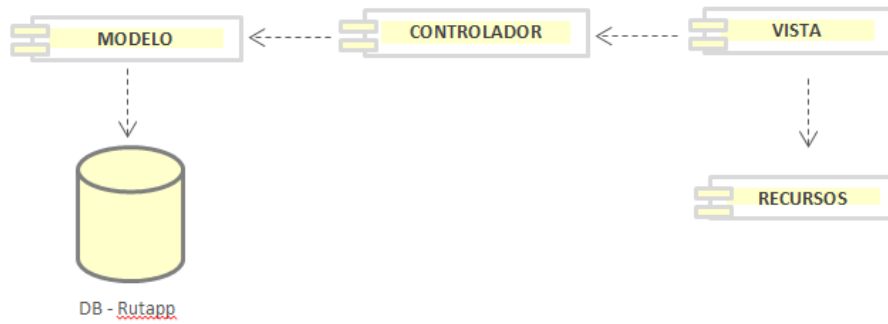 MODELO
CONTROLADOR
VISTA
RECURSOS
DB - Rutapp